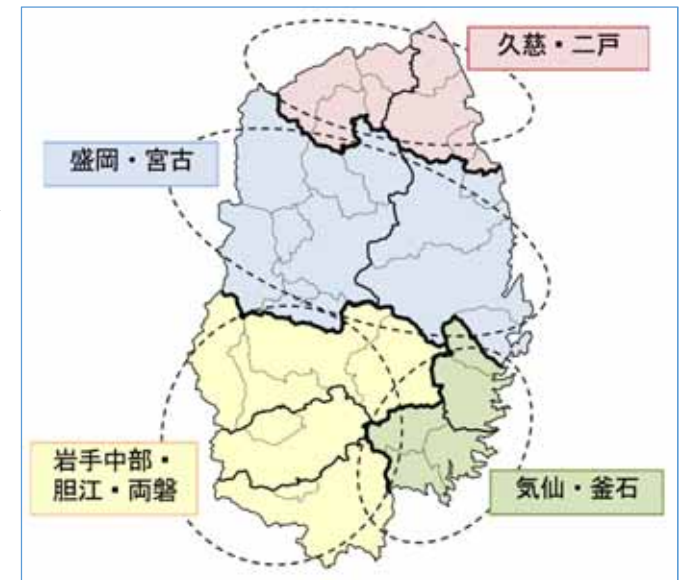 久慈・二戸
盛岡・宮古
岩手中部・
胆江・両磐
気仙・釜石